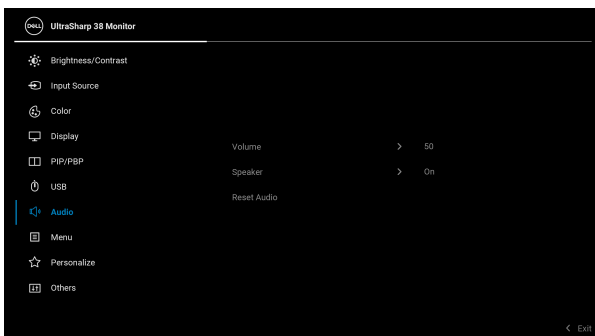 DELL UltraSharp 38 Monitor
Brightness/Contrast
Input Source
Color
Display
PIP/PBP
USB
Audio
Menu
Personalize
Others
Volume > 50
Speaker > On
Reset Audio
< Exit